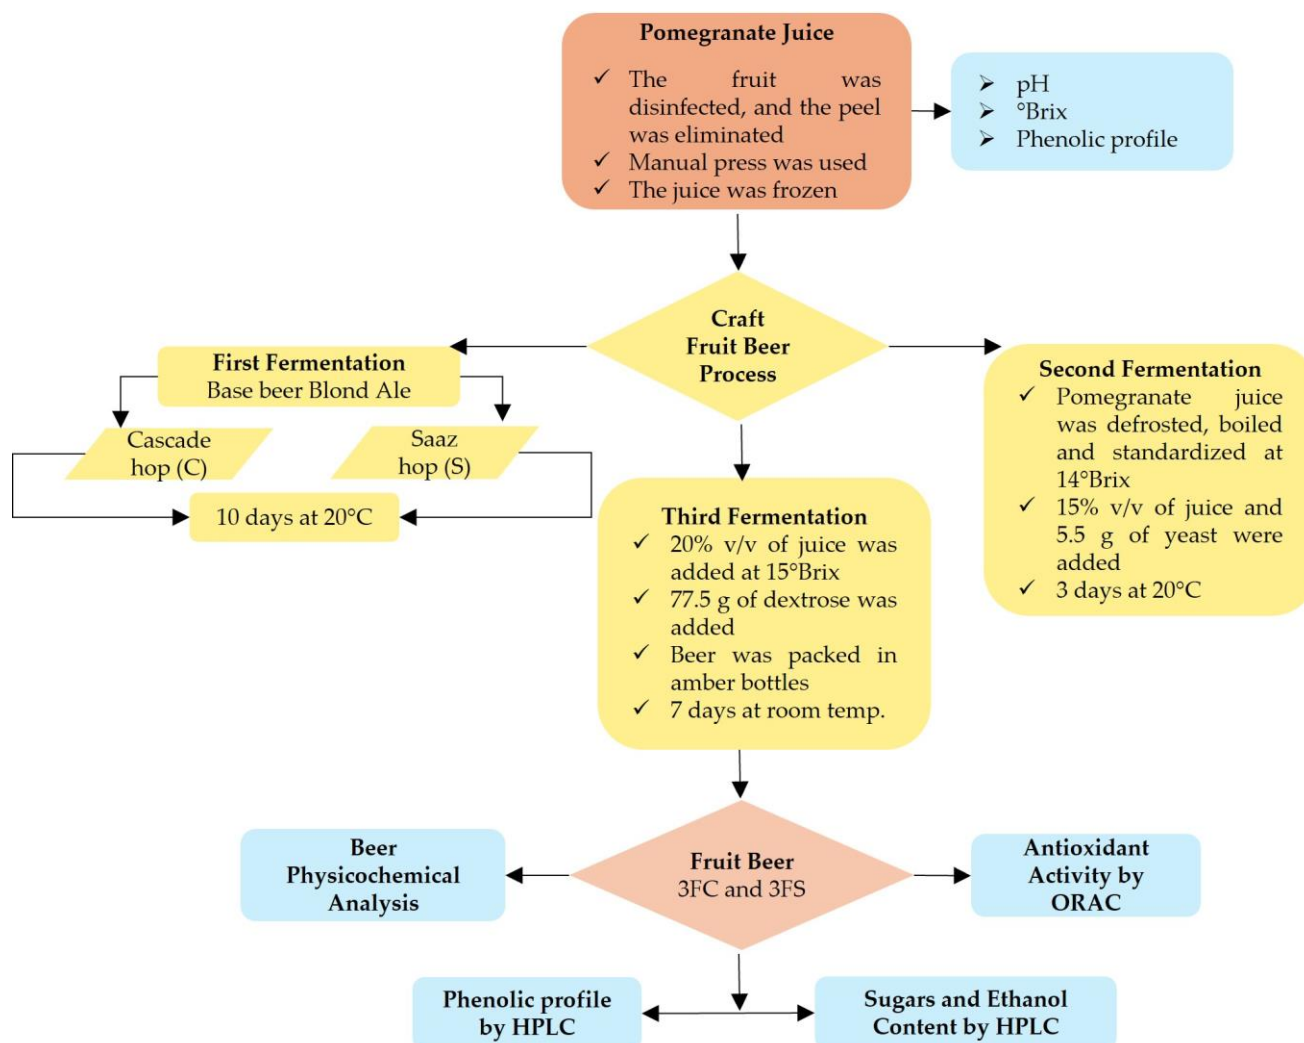 Pomegranate Juice
✓ The fruit was
disinfected, and the peel
was eliminated
✓ Manual press was used
✓ The juice was frozen
➢ pH
➢ °Brix
➢ Phenolic profile
Craft
Fruit Beer
Process
First Fermentation
Base beer Blond Ale
Cascade
hop (C)
Saaz
hop (S)
10 days at 20°C
Second Fermentation
✓ Pomegranate juice
was defrosted, boiled
and standardized at
14°Brix
✓ 15% v/v of juice and
5.5 g of yeast were
added
✓ 3 days at 20°C
Third Fermentation
✓ 20% v/v of juice was
added at 15°Brix
✓ 77.5 g of dextrose was
added
✓ Beer was packed in
amber bottles
✓ 7 days at room temp.
Fruit Beer
3FC and 3FS
Beer
Physicochemical
Analysis
Antioxidant
Activity by
ORAC
Phenolic profile
by HPLC
Sugars and Ethanol
Content by HPLC